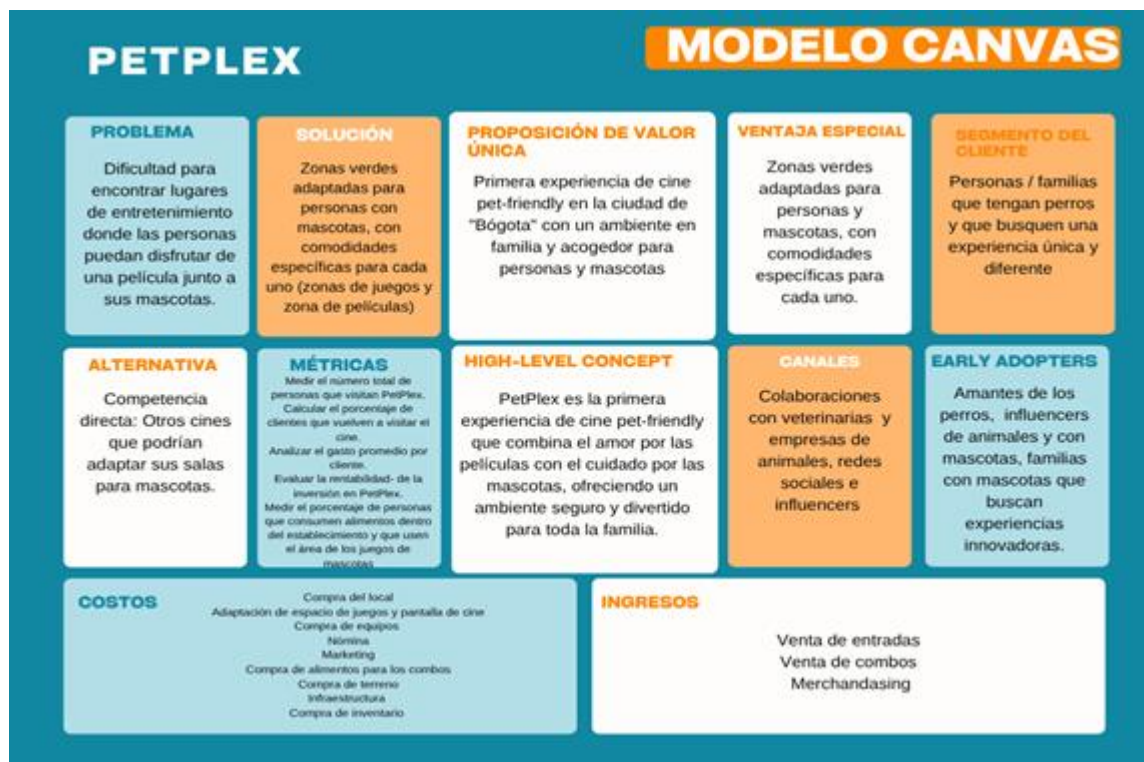 PETPLEX
MODELO CANVAS
PROBLEMA
Dificultad para
encontrar lugares
de entretenimiento
donde las personas
puedan disfrutar de
una película junto a
sus mascotas.
SOLUCIÓN
Zonas verdes
adaptadas para
personas con
mascotas, con
comodidades
específicas para cada
uno (zonas de juegos y
zona de películas)
PROPOSICIÓN DE VALOR
ÚNICA
Primera experiencia de cine
pet-friendly en la ciudad de
"Bógota" con un ambiente en
familia y acogedor para
personas y mascotas
VENTAJA ESPECIAL
Zonas verdes
adaptadas para
personas y
mascotas, con
comodidades
específicas para
cada uno.
SEGMENTO DEL
CLIENTE
Personas / familias
que tengan perros
y que busquen una
experiencia única y
diferente
ALTERNATIVA
Competencia
directa: Otros cines
que podrían
adaptar sus salas
para mascotas.
MÉTRICAS
Medir el número total de
personas que visitan PetPlex.
Calcular el porcentaje de
clientes que vuelven a visitar el
cine.
Analizar el gasto promedio por
cliente.
Evaluar la rentabilidad- de la
inversión en PetPlex.
Medir el porcentaje de personas
que consumen alimentos dentro
del establecimiento y que usen
el área de los juegos de
mascotas
HIGH-LEVEL CONCEPT
PetPlex es la primera
experiencia de cine pet-friendly
que combina el amor por las
películas con el cuidado por las
mascotas, ofreciendo un
ambiente seguro y divertido
para toda la familia.
CANALES
Colaboraciones
con veterinarias y
empresas de
animales, redes
sociales e
influencers
EARLY ADOPTERS
Amantes de los
perros, influencers
de animales y con
mascotas, familias
con mascotas que
buscan
experiencias
innovadoras.
COSTOS
Compra del local
Adaptación de espacio de juegos y pantalla de cine
Compra de equipos
Nómina
Marketing
Compra de alimentos para los combos
Compra de terreno
Infraestructura
Compra de inventario
INGRESOS
Venta de entradas
Venta de combos
Merchandasing